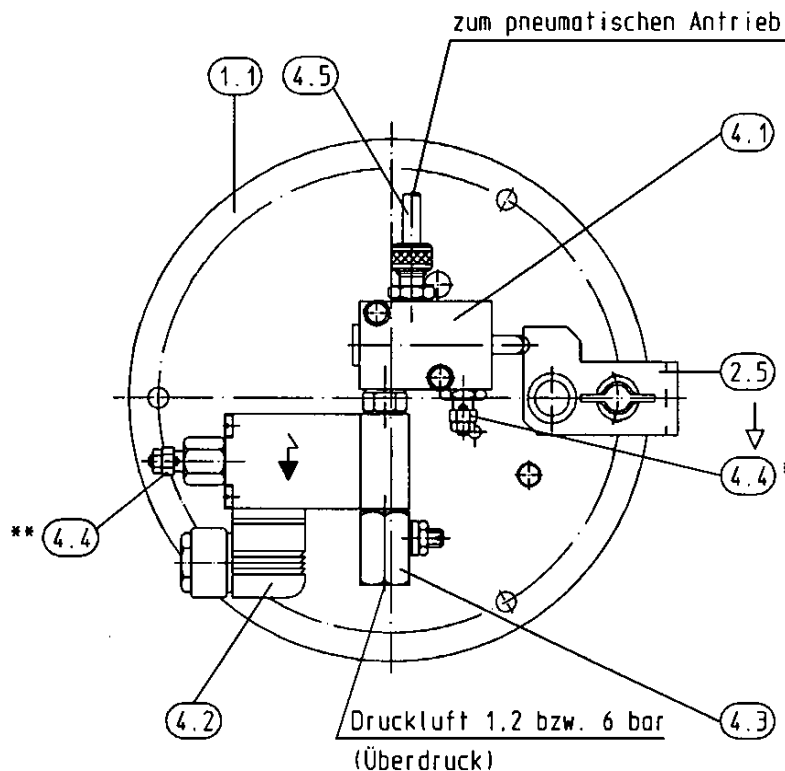 zum pneumatischen Antrieb
1.1
4.5
4.1
2.5
4.4 *
** 4.4
4.2
Druckluft 1,2 bzw. 6 bar
(Überdruck)
4.3